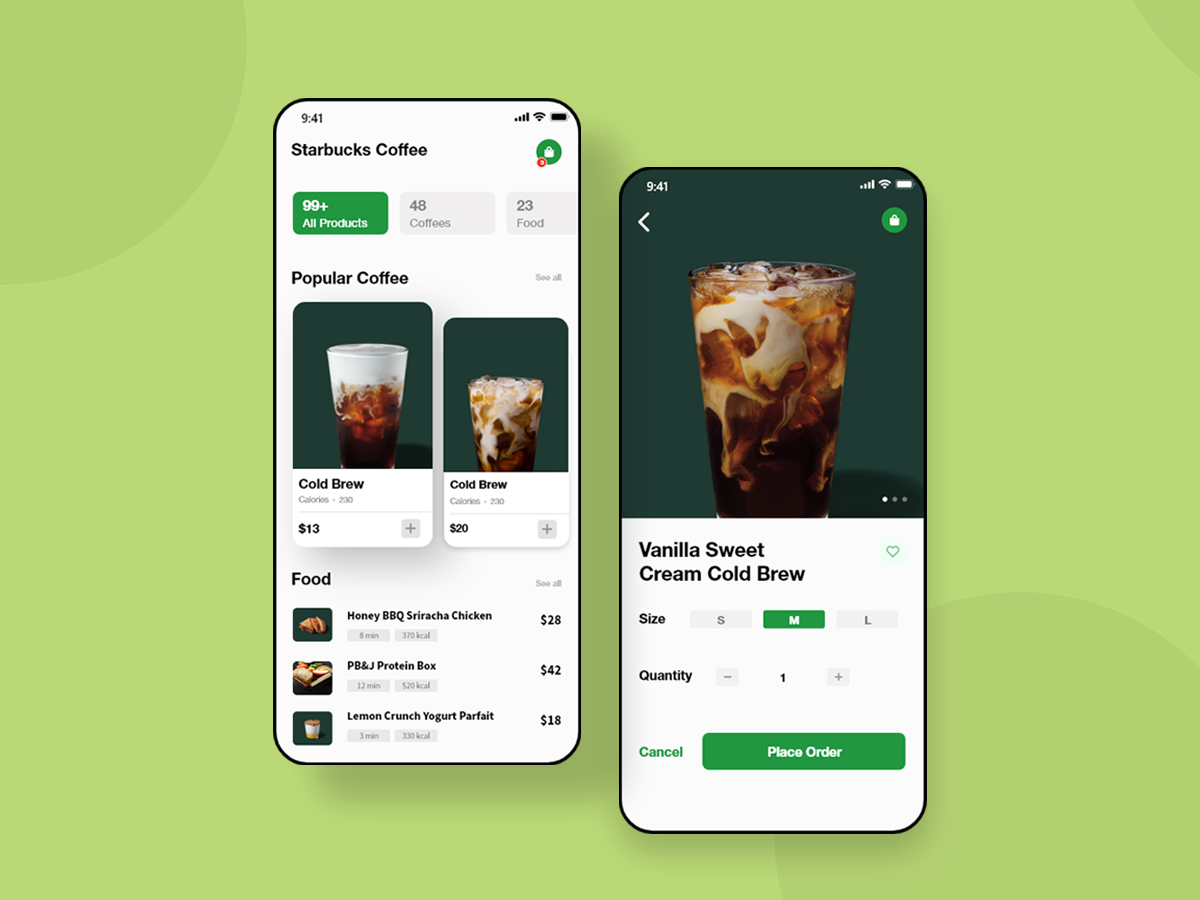 9:41
Starbucks Coffee
3
99+
All Products
48
Coffees
23
Food
Popular Coffee
See all
Cold Brew
Calories • 230
$13
Cold Brew
Calories • 230
$20
Food
See all
Honey BBQ Sriracha Chicken
8 min 370 kcal
$28
PB&J Protein Box
12 min 520 kcal
$42
Lemon Crunch Yogurt Parfait
3 min 330 kcal
$18
9:41
Vanilla Sweet
Cream Cold Brew
Size S M L
Quantity − 1 +
Cancel Place Order